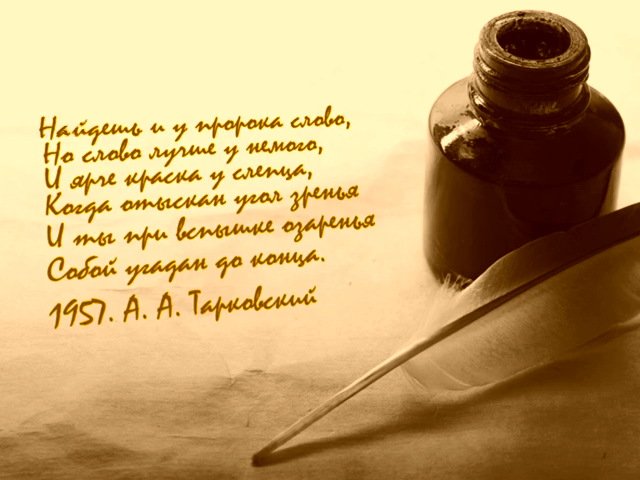 Найдешь и у пророка слово,
Но слово лучше у немого,
И ярче краска у слепца,
Когда отыскан угол зренья
И ты при вспышке озаренья
Собой угадан до конца.
1957. А. А. Тарковский